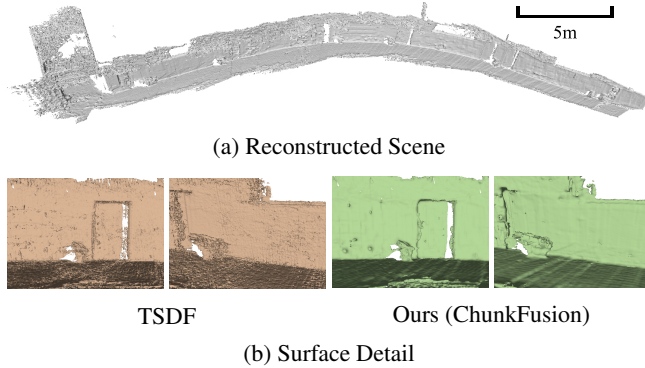 5m
(a) Reconstructed Scene
TSDF
Ours (ChunkFusion)
(b) Surface Detail